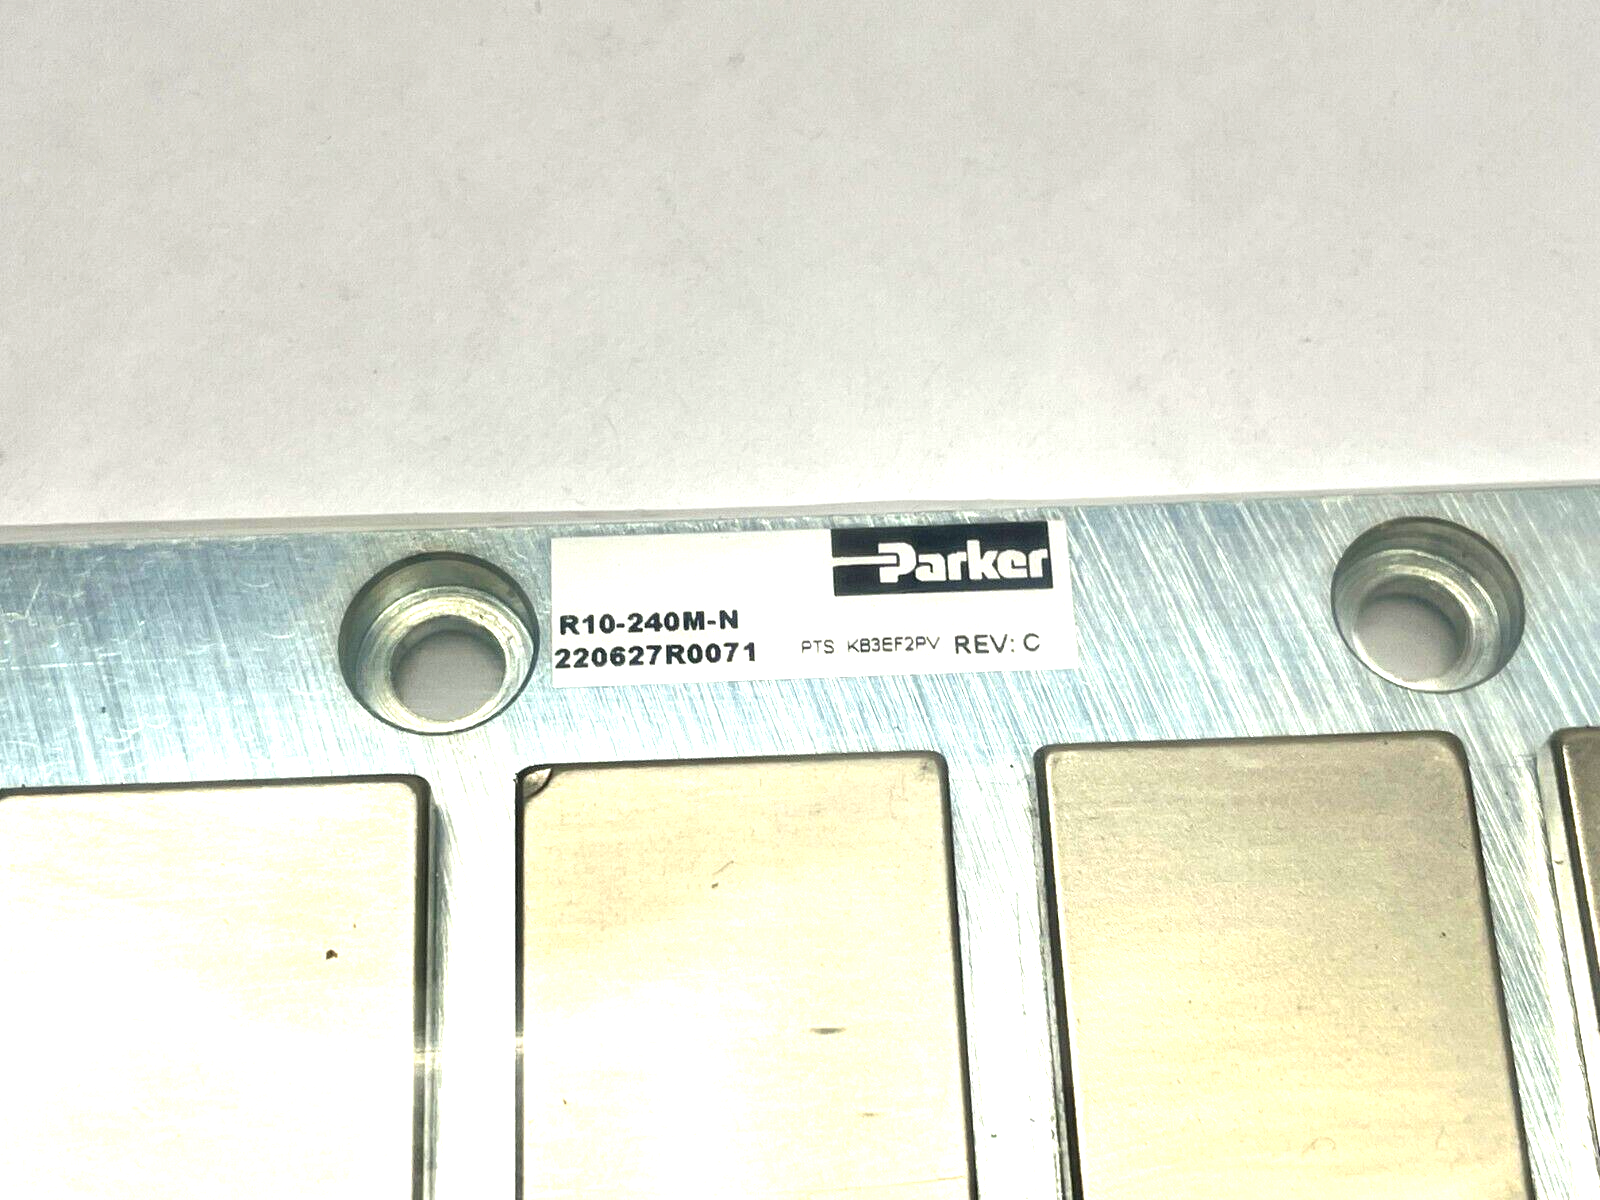 Parker
R10-240M-N
220627R0071 PTS KB3EF2PV REV: C